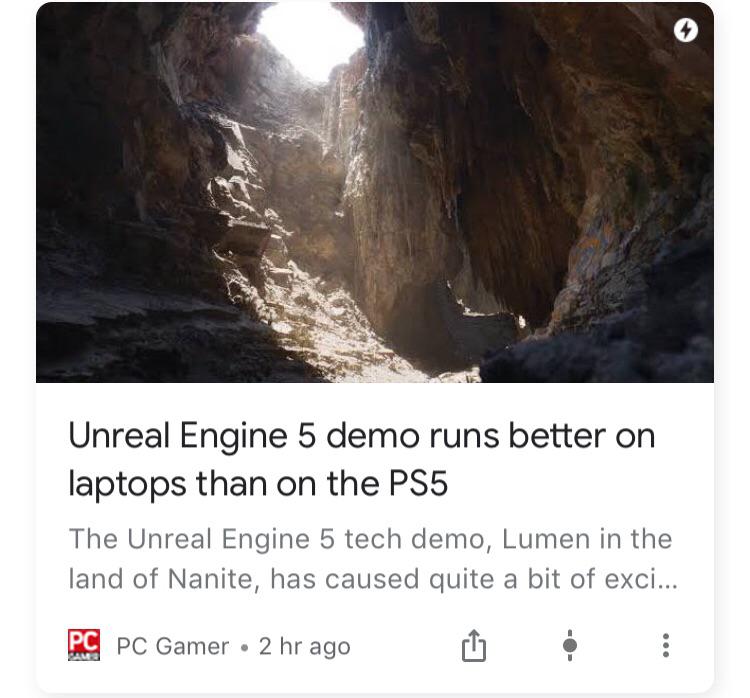 Unreal Engine 5 demo runs better on
laptops than on the PS5
The Unreal Engine 5 tech demo, Lumen in the
land of Nanite, has caused quite a bit of exci...
PC GAMER PC Gamer • 2 hr ago